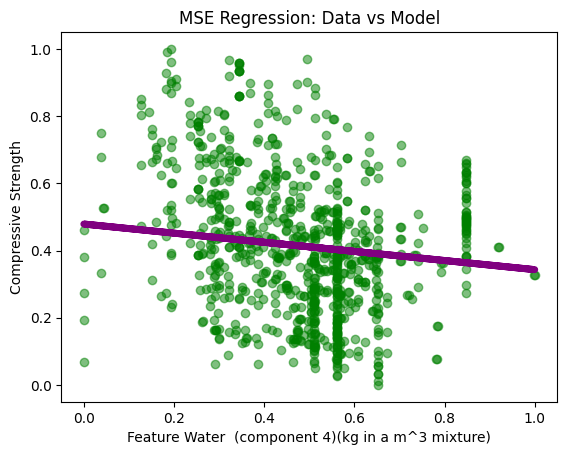 MSE Regression: Data vs Model
Compressive Strength
1.0
0.8
0.6
0.4
0.2
0.0
0.0 0.2 0.4 0.6 0.8 1.0
Feature Water  (component 4)(kg in a m^3 mixture)